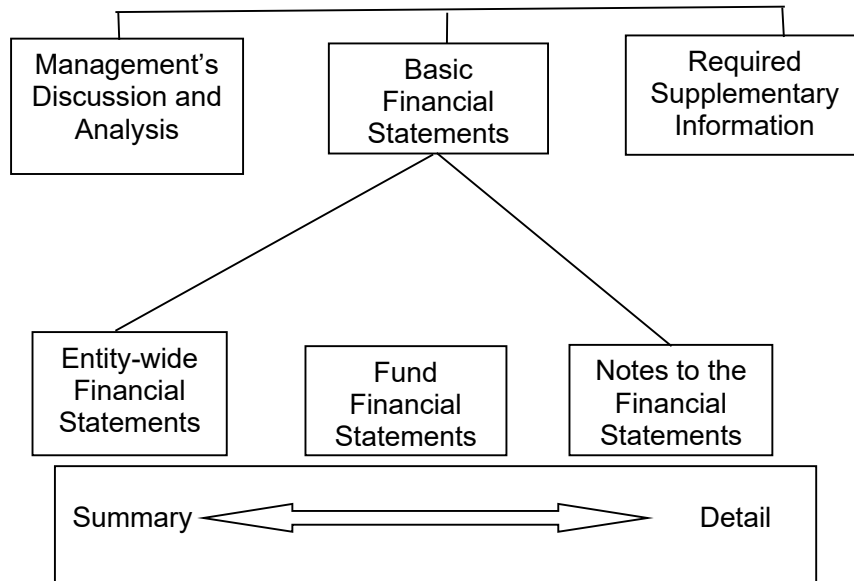 Management’s
Discussion and
Analysis
Basic
Financial
Statements
Required
Supplementary
Information
Entity-wide
Financial
Statements
Fund
Financial
Statements
Notes to the
Financial
Statements
Summary
Detail